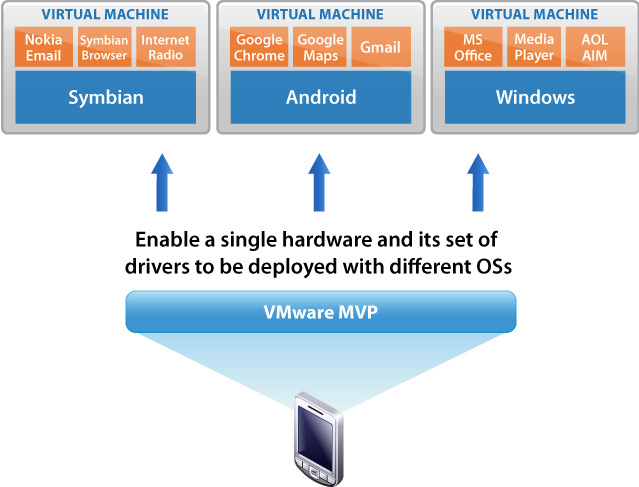 VIRTUAL MACHINE
Nokia
Email
Symbian
Browser
Internet
Radio
Symbian
VIRTUAL MACHINE
Google
Chrome
Google
Maps
Gmail
Android
VIRTUAL MACHINE
MS
Office
Media
Player
AOL
AIM
Windows
Enable a single hardware and its set of
drivers to be deployed with different OSs
VMware MVP